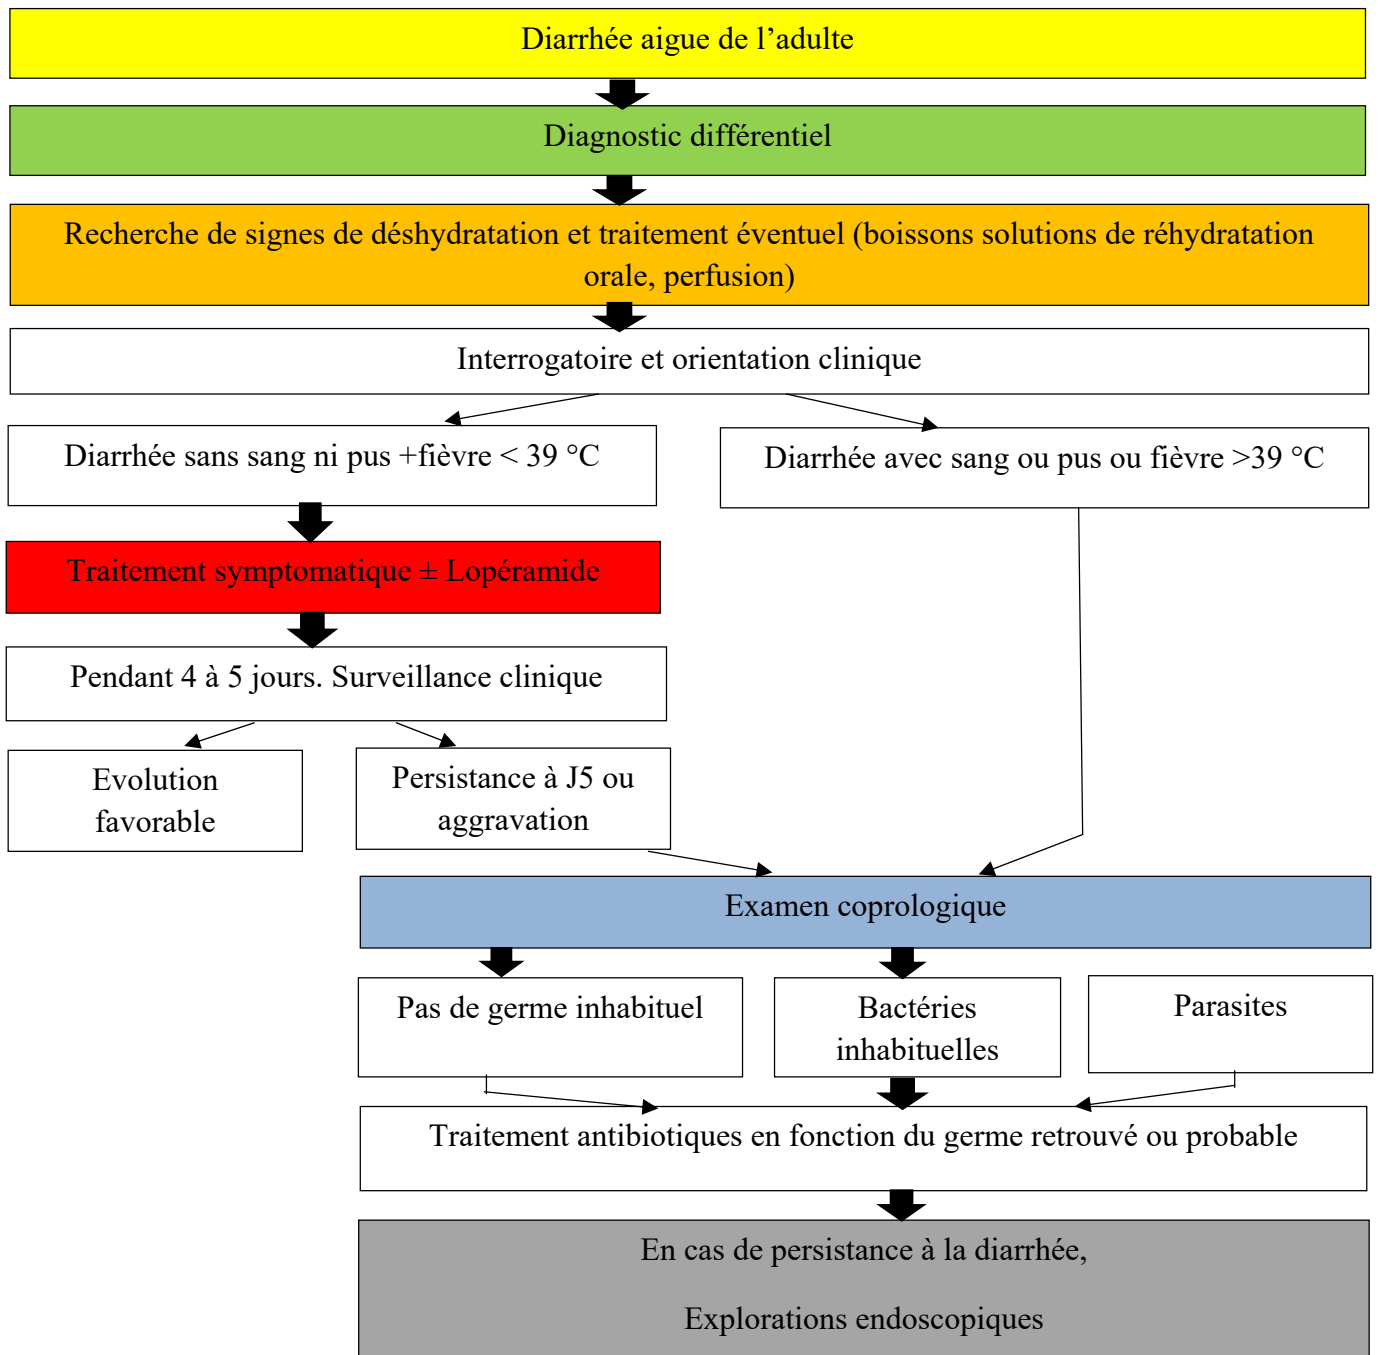 Diarrhée aigue de l’adulte
Diagnostic différentiel
Recherche de signes de déshydratation et traitement éventuel (boissons solutions de réhydratation
orale, perfusion)
Interrogatoire et orientation clinique
Diarrhée sans sang ni pus +fièvre < 39 °C
Diarrhée avec sang ou pus ou fièvre >39 °C
Traitement symptomatique ± Lopéramide
Pendant 4 à 5 jours. Surveillance clinique
Evolution
favorable
Persistance à J5 ou
aggravation
Examen coprologique
Pas de germe inhabituel
Bactéries
inhabituelles
Parasites
Traitement antibiotiques en fonction du germe retrouvé ou probable
En cas de persistance à la diarrhée,
Explorations endoscopiques